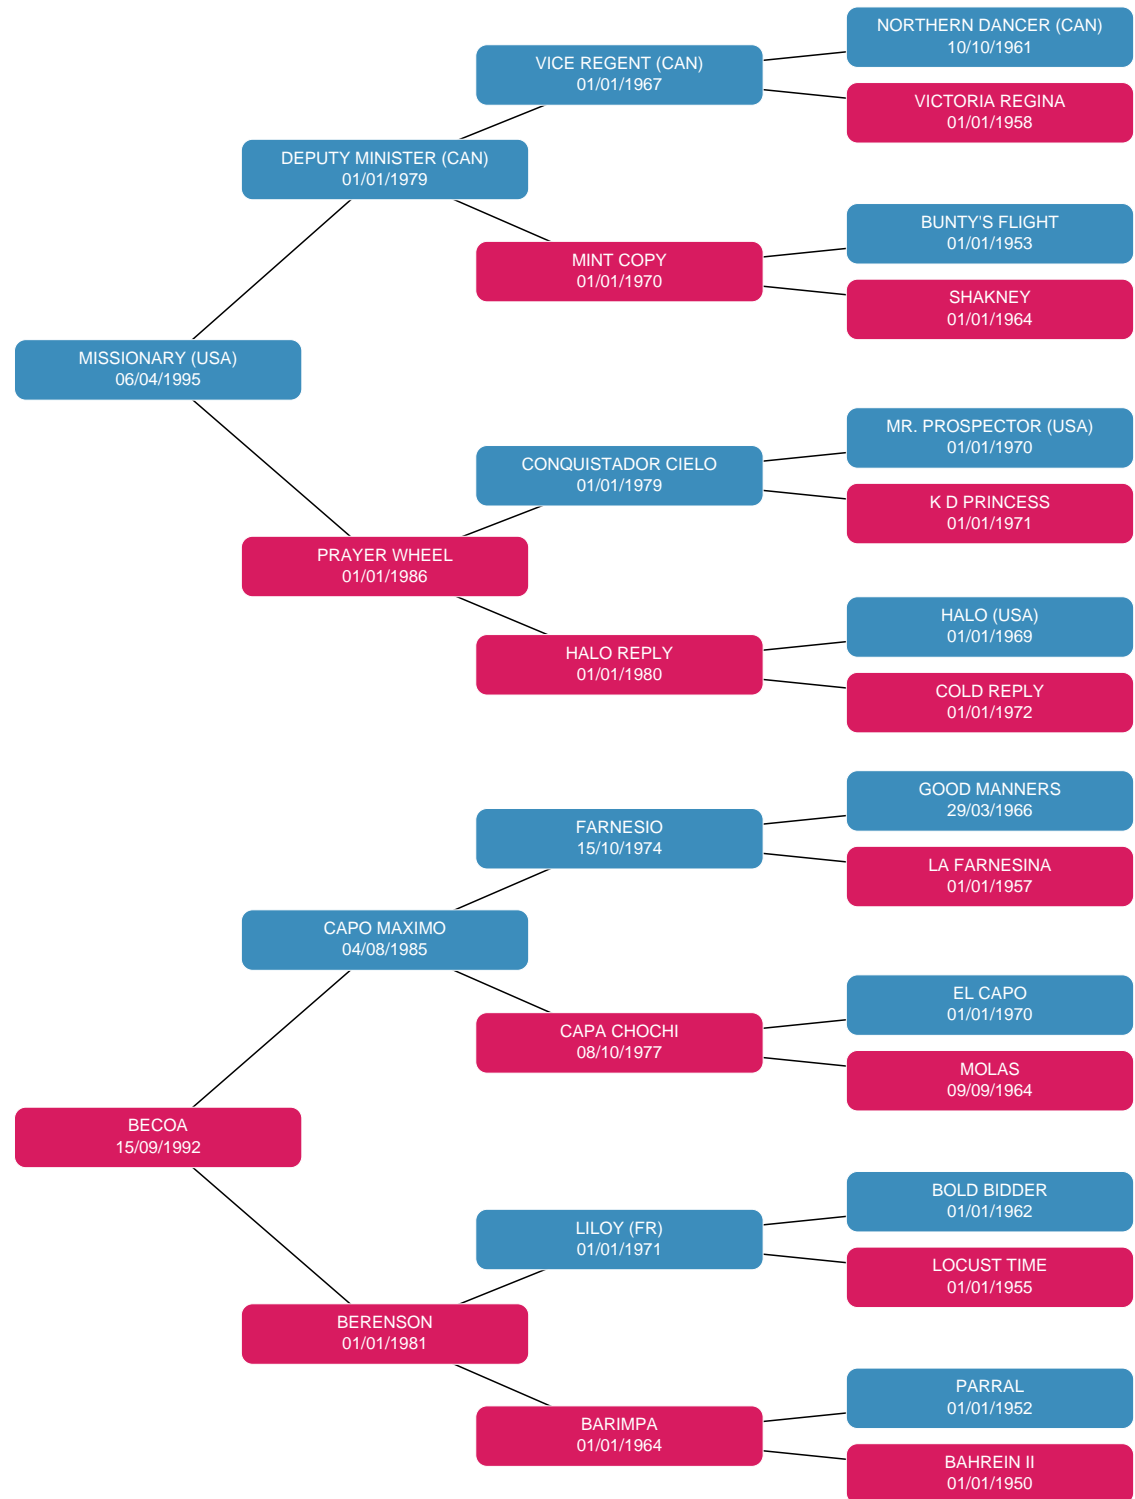 NORTHERN DANCER (CAN)
10/10/1961
VICE REGENT (CAN)
01/01/1967
VICTORIA REGINA
01/01/1958
DEPUTY MINISTER (CAN)
01/01/1979
BUNTY'S FLIGHT
01/01/1953
MINT COPY
01/01/1970
SHAKNEY
01/01/1964
MISSIONARY (USA)
06/04/1995
MR. PROSPECTOR (USA)
01/01/1970
CONQUISTADOR CIELO
01/01/1979
K D PRINCESS
01/01/1971
PRAYER WHEEL
01/01/1986
HALO (USA)
01/01/1969
HALO REPLY
01/01/1980
COLD REPLY
01/01/1972
GOOD MANNERS
29/03/1966
FARNESIO
15/10/1974
LA FARNESINA
01/01/1957
CAPO MAXIMO
04/08/1985
EL CAPO
01/01/1970
CAPA CHOCHI
08/10/1977
MOLAS
09/09/1964
BECOA
15/09/1992
BOLD BIDDER
01/01/1962
LILOY (FR)
01/01/1971
LOCUST TIME
01/01/1955
BERENSON
01/01/1981
PARRAL
01/01/1952
BARIMPA
01/01/1964
BAHREIN II
01/01/1950